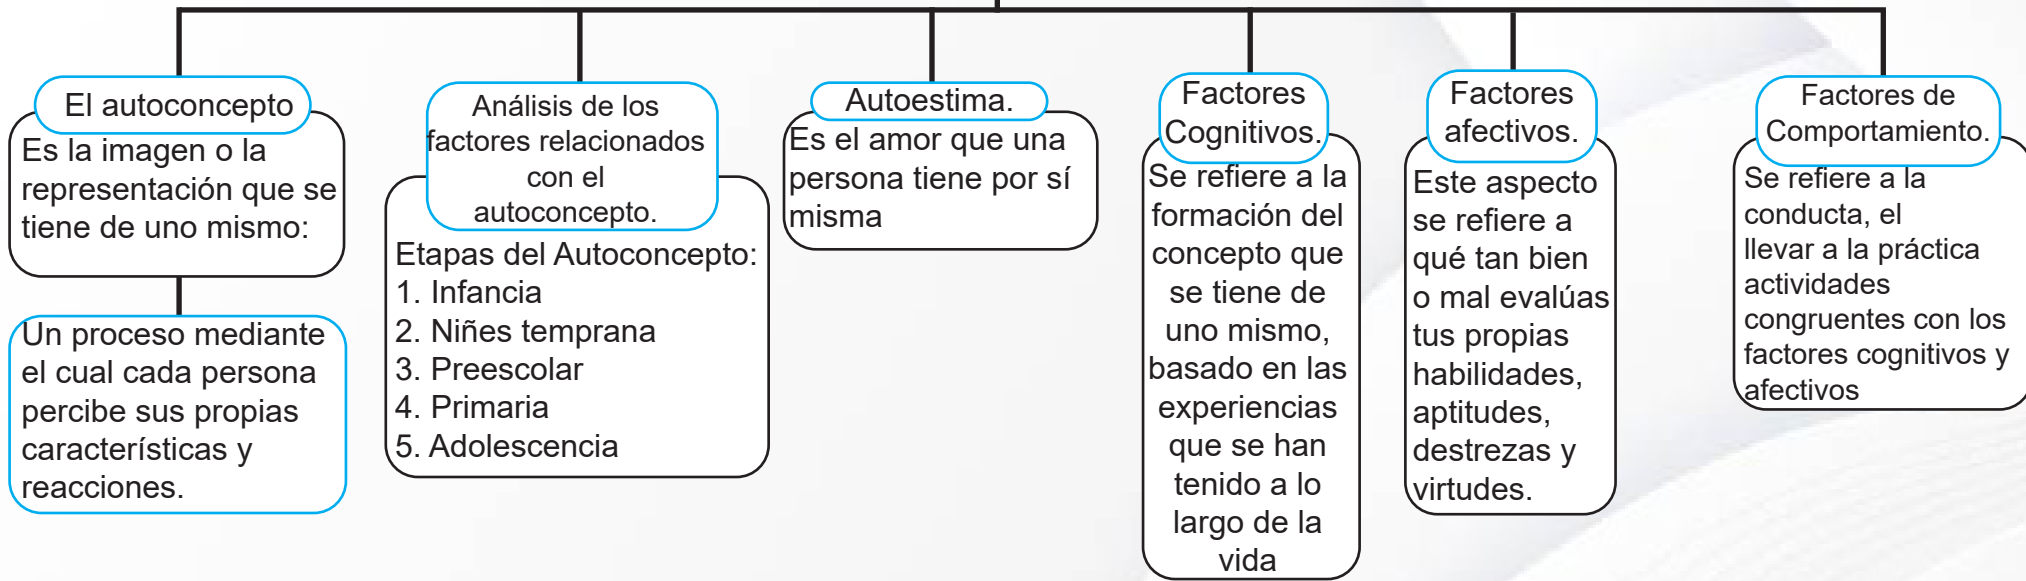 El autoconcepto
Es la imagen o la
representación que se
tiene de uno mismo:
Un proceso mediante
el cual cada persona
percibe sus propias
características y
reacciones.
Análisis de los
factores relacionados
con el
autoconcepto.
Etapas del Autoconcepto:
1. Infancia
2. Niñes temprana
3. Preescolar
4. Primaria
5. Adolescencia
Autoestima.
Es el amor que una
persona tiene por sí
misma
Factores
Cognitivos.
Se refiere a la
formación del
concepto que
se tiene de
uno mismo,
basado en las
experiencias
que se han
tenido a lo
largo de la
vida
Factores
afectivos.
Este aspecto
se refiere a
qué tan bien
o mal evalúas
tus propias
habilidades,
aptitudes,
destrezas y
virtudes.
Factores de
Comportamiento.
Se refiere a la
conducta, el
llevar a la práctica
actividades
congruentes con los
factores cognitivos y
afectivos